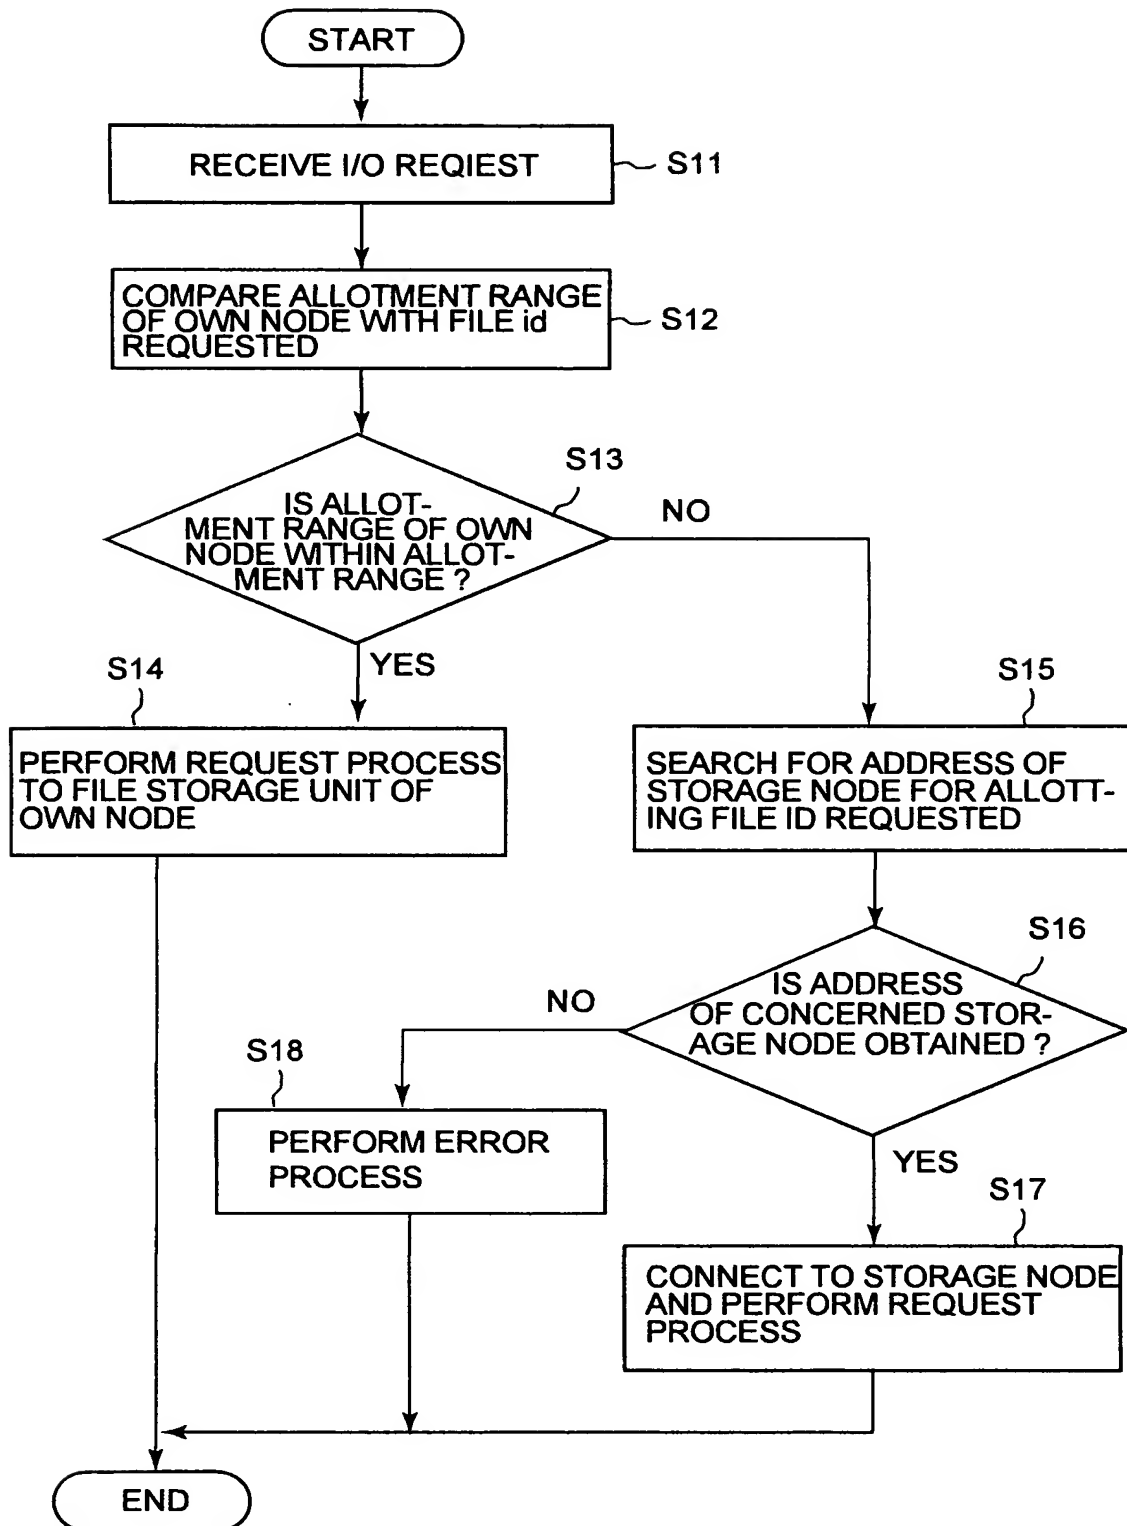 START
RECEIVE I/O REQIEST
S11
COMPARE ALLOTMENT RANGE
OF OWN NODE WITH FILE id
REQUESTED
S12
S13
IS ALLOT-
MENT RANGE OF OWN
NODE WITHIN ALLOT-
MENT RANGE ?
NO
YES
S14
PERFORM REQUEST PROCESS
TO FILE STORAGE UNIT OF
OWN NODE
S15
SEARCH FOR ADDRESS OF
STORAGE NODE FOR ALLOTT-
ING FILE ID REQUESTED
S16
IS ADDRESS
OF CONCERNED STOR-
AGE NODE OBTAINED ?
NO
S18
PERFORM ERROR
PROCESS
YES
S17
CONNECT TO STORAGE NODE
AND PERFORM REQUEST
PROCESS
END